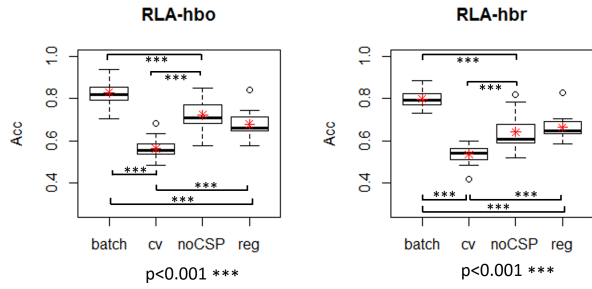 RLA-hbo
Acc
1.0
0.8
0.6
0.4
***
***
***
***
***
batch cv noCSP reg
p<0.001 ***
RLA-hbr
Acc
1.0
0.8
0.6
0.4
***
***
*** ***
***
batch cv noCSP reg
p<0.001 ***